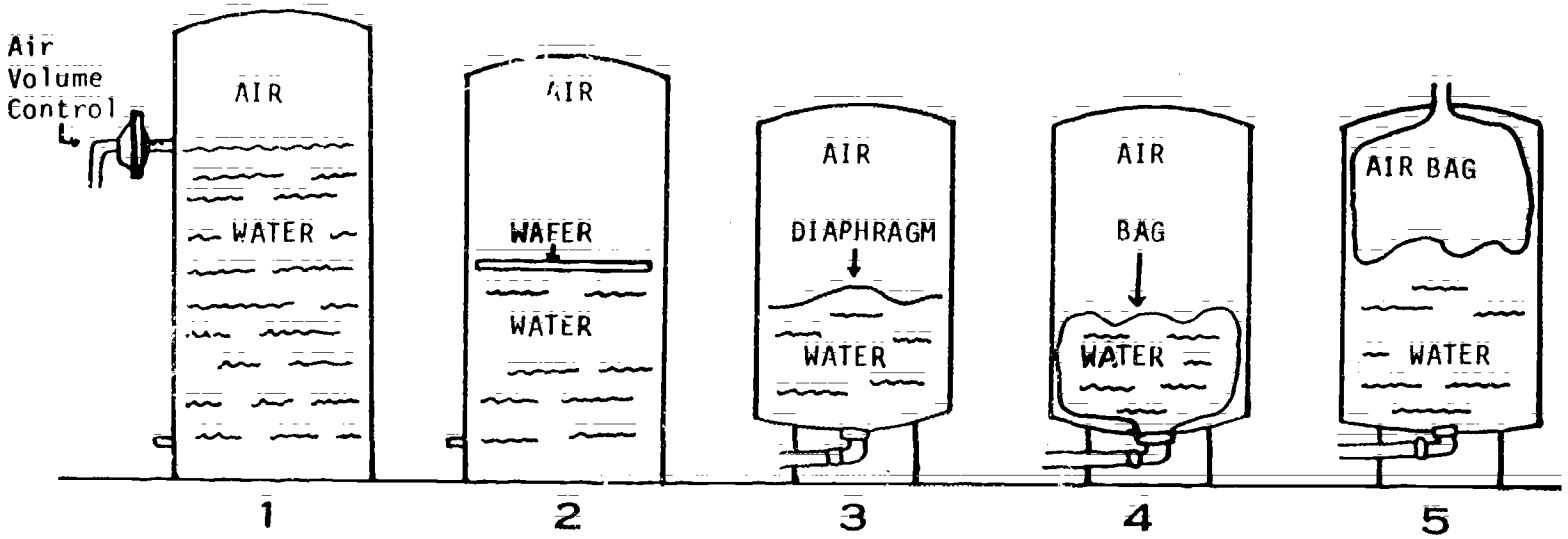 Air
Volume
Control
AIR
WATER
1
AIR
WAFER
WATER
2
AIR
DIAPHRAGM
WATER
3
AIR
BAG
WATER
4
AIR BAG
WATER
5